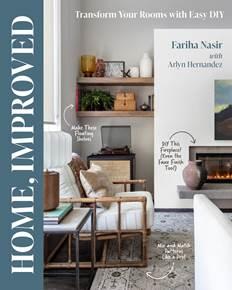 Transform Your Rooms with Easy DIY
HOME, IMPROVED
Fariha Nasir
with
Arlyn Hernandez
Make These
Floating
Shelves
DIY This
Fireplace!
(Even the
Faux Finish
Too!)
Mix and Match
Patterns
Like a Pro!